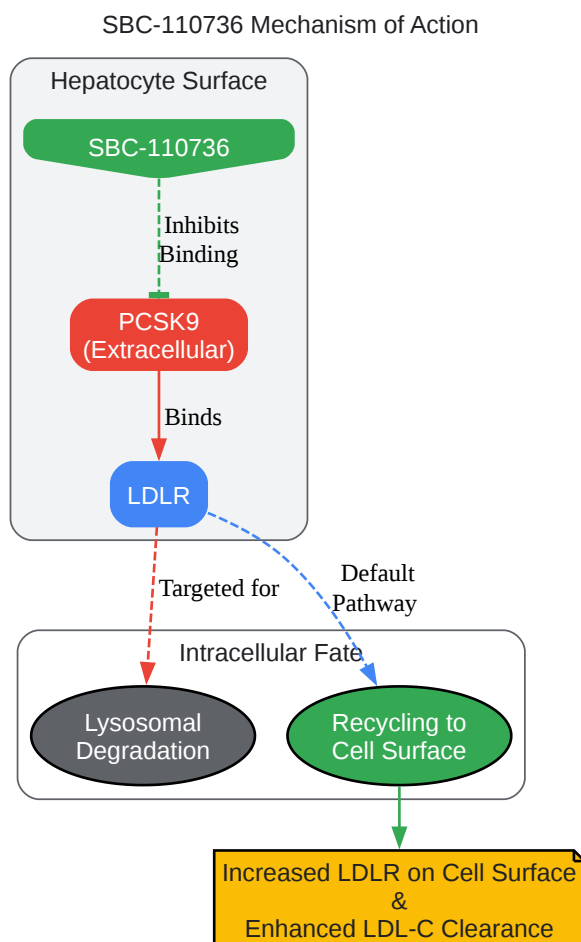 SBC-110736 Mechanism of Action
Hepatocyte Surface
SBC-110736
Inhibits
Binding
PCSK9
(Extracellular)
Binds
LDLR
Targeted for
Default
Pathway
Intracellular Fate
Lysosomal
Degradation
Recycling to
Cell Surface
Increased LDLR on Cell Surface
&
Enhanced LDL-C Clearance